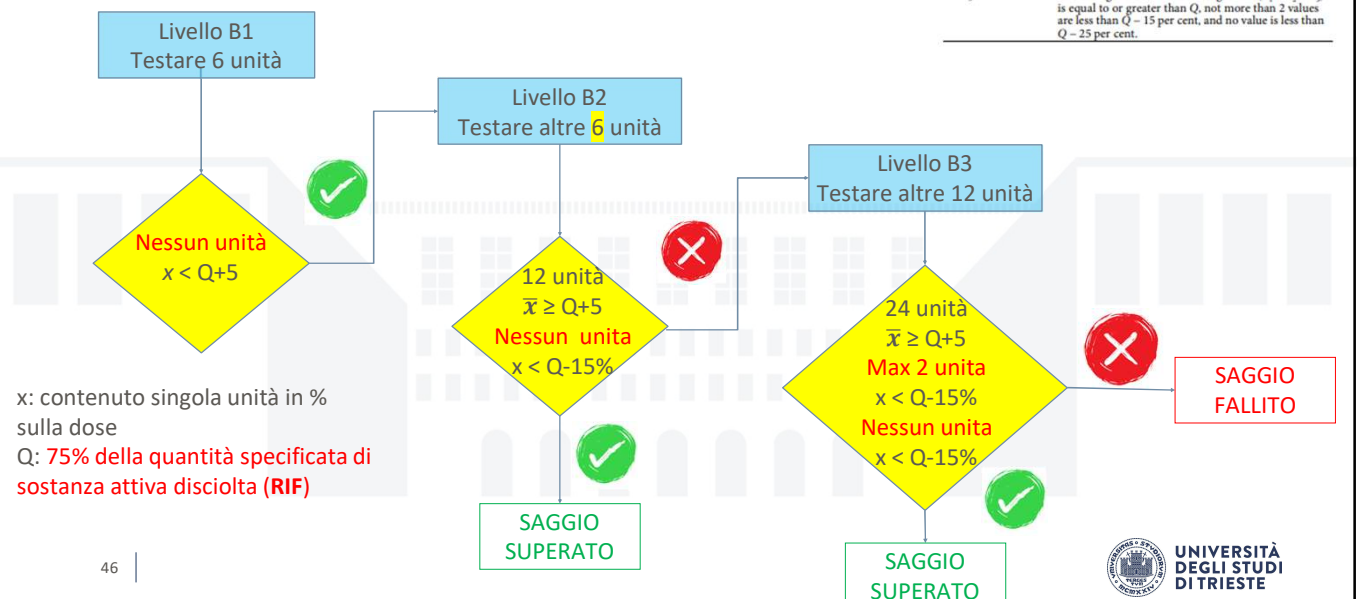 is equal to or greater than Q, not more than 2 values
are less than Q – 15 per cent, and no value is less than
Q – 25 per cent.
Livello B1
Testare 6 unità
Livello B2
Testare altre 6 unità
Livello B3
Testare altre 12 unità
Nessun unità
x < Q+5
12 unità
x̅ ≥ Q+5
Nessun unita
x < Q-15%
24 unità
x̅ ≥ Q+5
Max 2 unita
x < Q-15%
Nessun unita
x < Q-15%
SAGGIO
FALLITO
x: contenuto singola unità in %
sulla dose
Q: 75% della quantità specificata di
sostanza attiva disciolta (RIF)
SAGGIO
SUPERATO
SAGGIO
SUPERATO
46
UNIVERSITÀ
DEGLI STUDI
DI TRIESTE